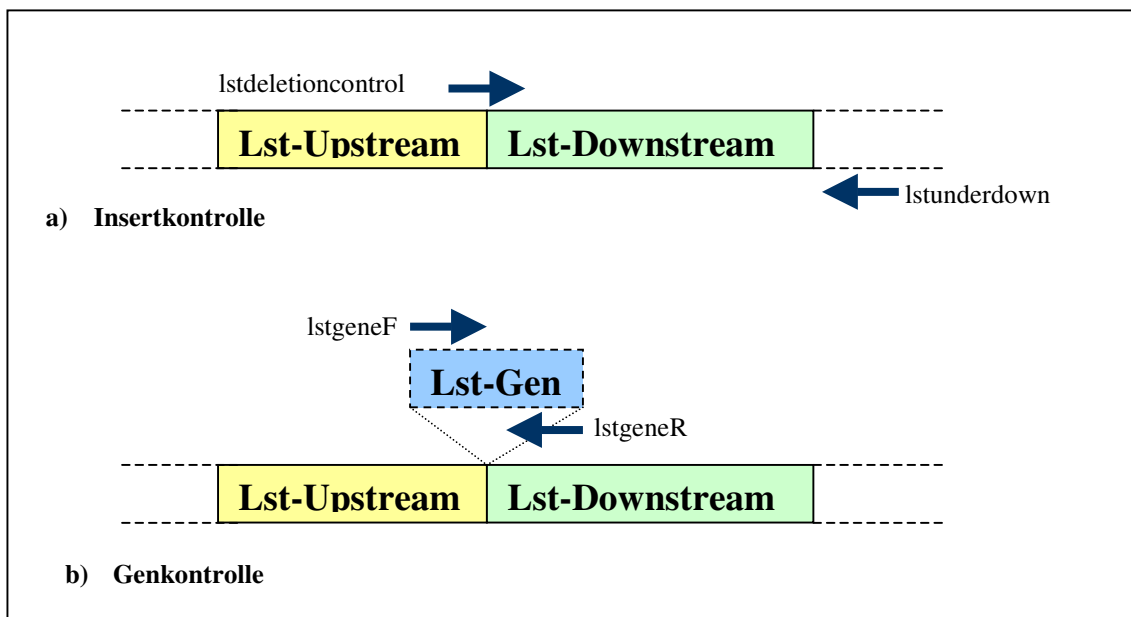 lstdeletioncontrol
Lst-Upstream Lst-Downstream
lstunderdown
a) Insertkontrolle
lstgeneF
Lst-Gen
lstgeneR
Lst-Upstream Lst-Downstream
b) Genkontrolle